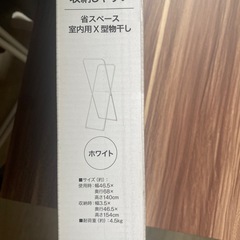 省スペース
室内用X型物干し
ホワイト
■サイズ(約):
使用時:幅46.5×
奥行68×
高さ140cm
収納時:幅3.5×
奥行46.5×
高さ154cm
■耐荷重(約):4.5kg